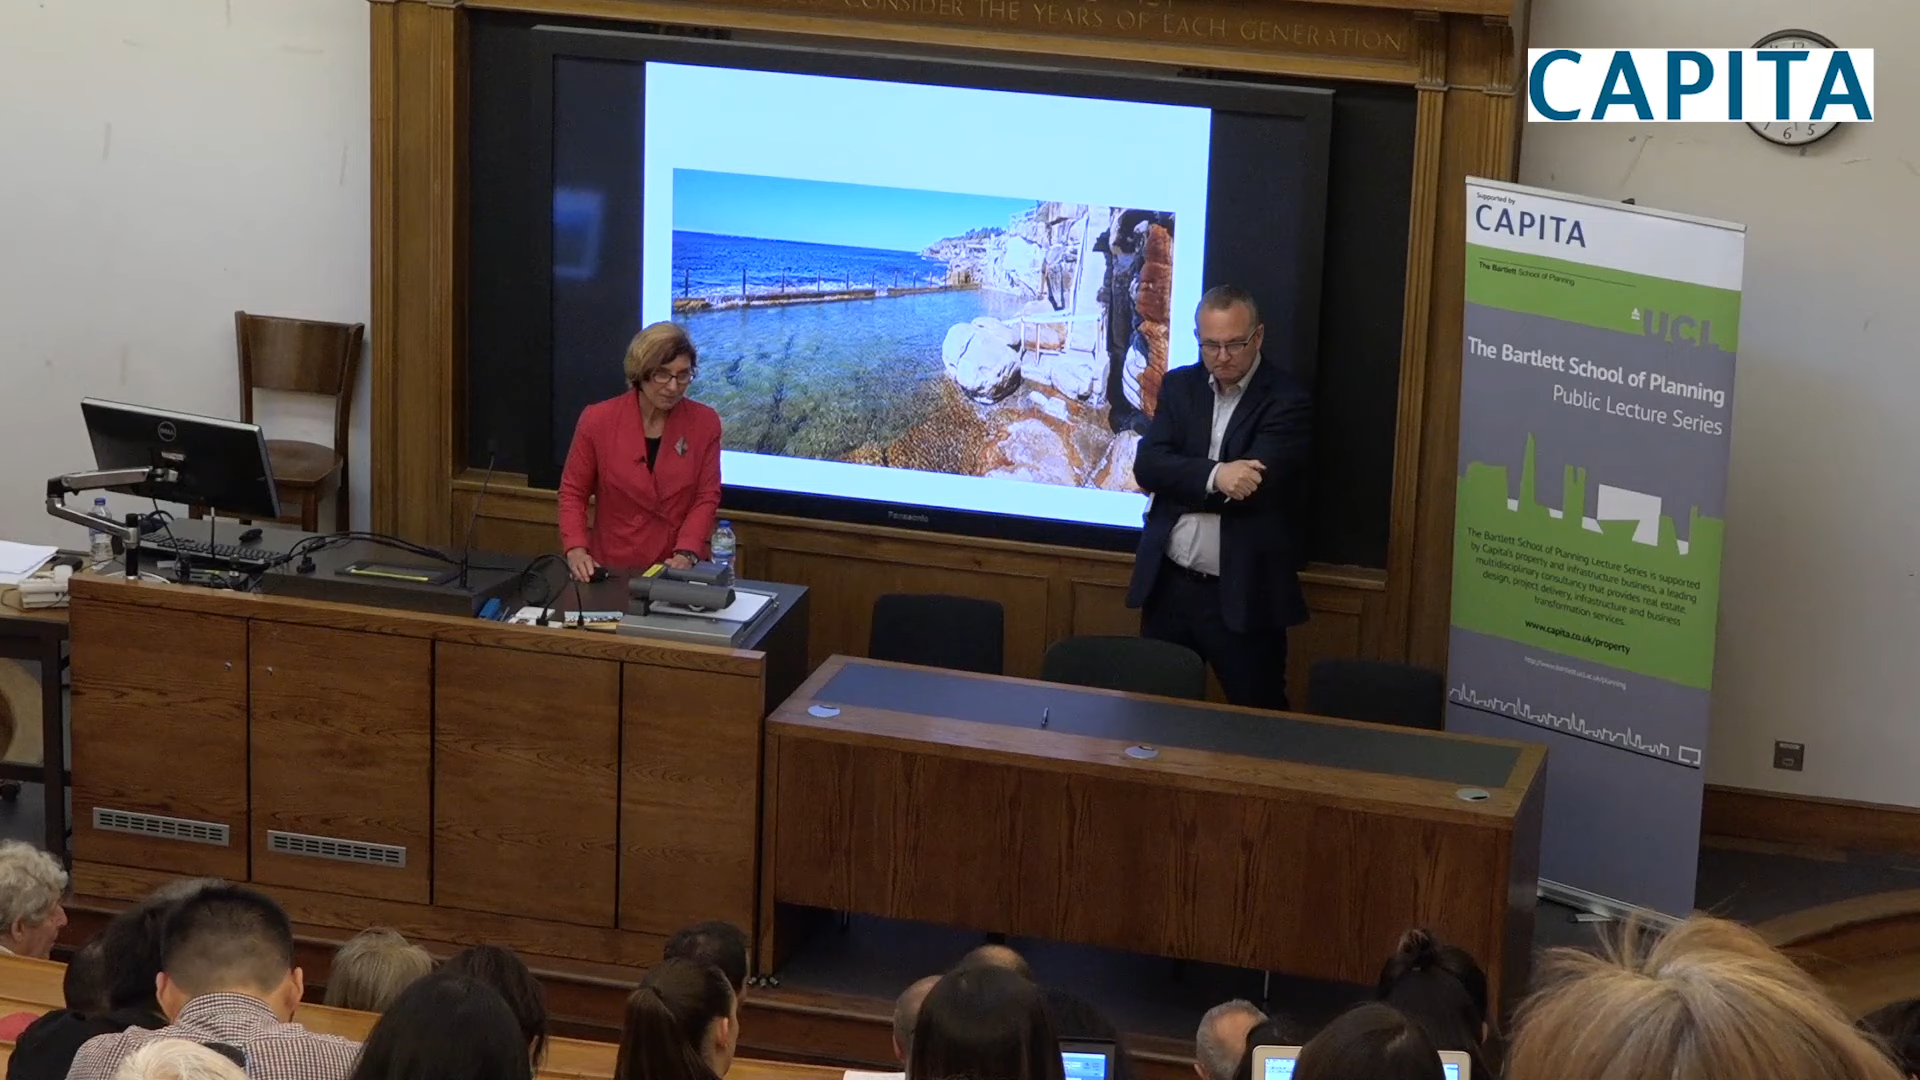 CONSIDER THE YEARS OF EACH GENERATION
CAPITA
6
5
Supported by
CAPITA
The Bartlett School of Planning
UCL
The Bartlett School of Planning
Public Lecture Series
The Bartlett School of Planning Lecture Series is supported
by Capita's property and infrastructure business, a leading
multidisciplinary consultancy that provides real estate,
design, project delivery, infrastructure and business
transformation services.
www.capita.co.uk/property
DELL
Panasonic